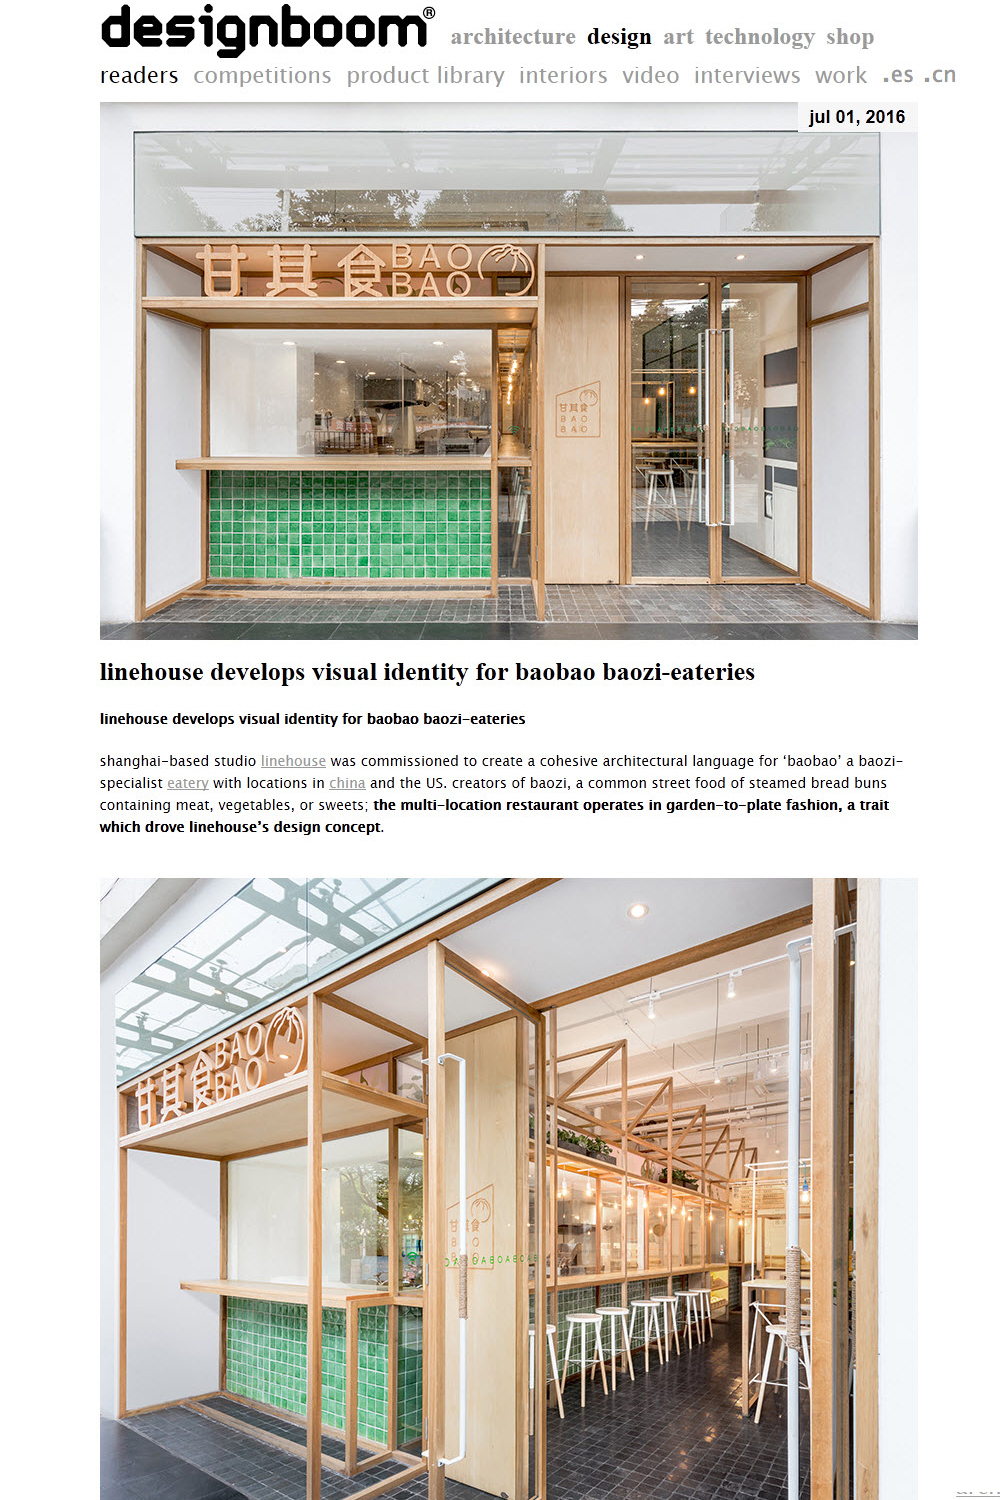 designboom®
architecture design art technology shop
readers competitions product library interiors video interviews work .es .cn
jul 01, 2016
甘其食 BAO
BAO
甘其食
BAO
BAO
linehouse develops visual identity for baobao baozi-eateries
linehouse develops visual identity for baobao baozi-eateries
shanghai-based studio linehouse was commissioned to create a cohesive architectural language for ‘baobao’ a baozi-
specialist eatery with locations in china and the US. creators of baozi, a common street food of steamed bread buns
containing meat, vegetables, or sweets; the multi-location restaurant operates in garden-to-plate fashion, a trait
which drove linehouse’s design concept.
甘其食 BAO
BAO
甘其食